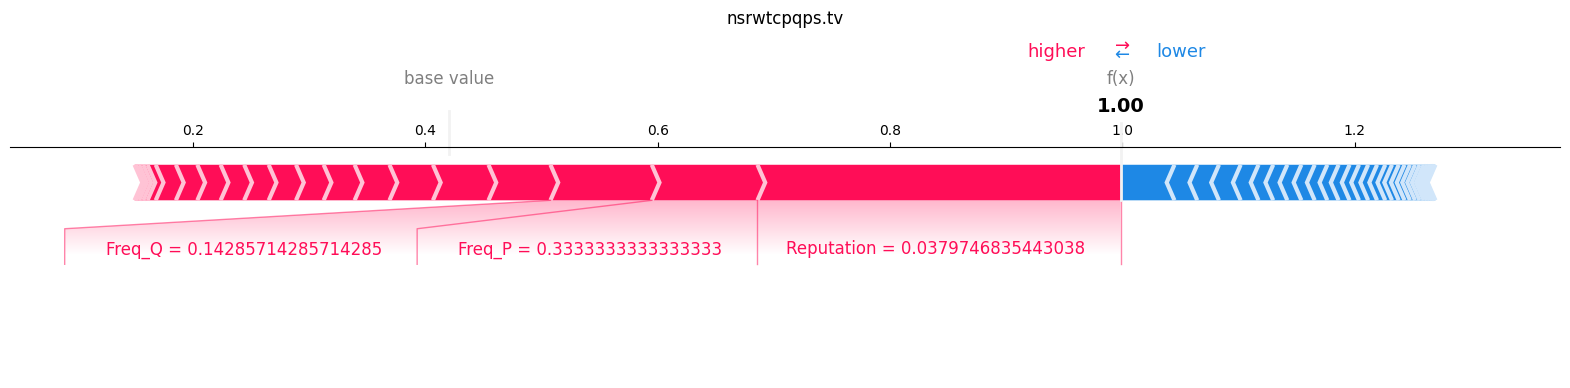 nsrwtcpqps.tv
higher → ← lower
base value f(x)
1.00
0.2 0.4 0.6 0.8 1 0 1.2
Freq_Q = 0.14285714285714285 Freq_P = 0.3333333333333333 Reputation = 0.0379746835443038